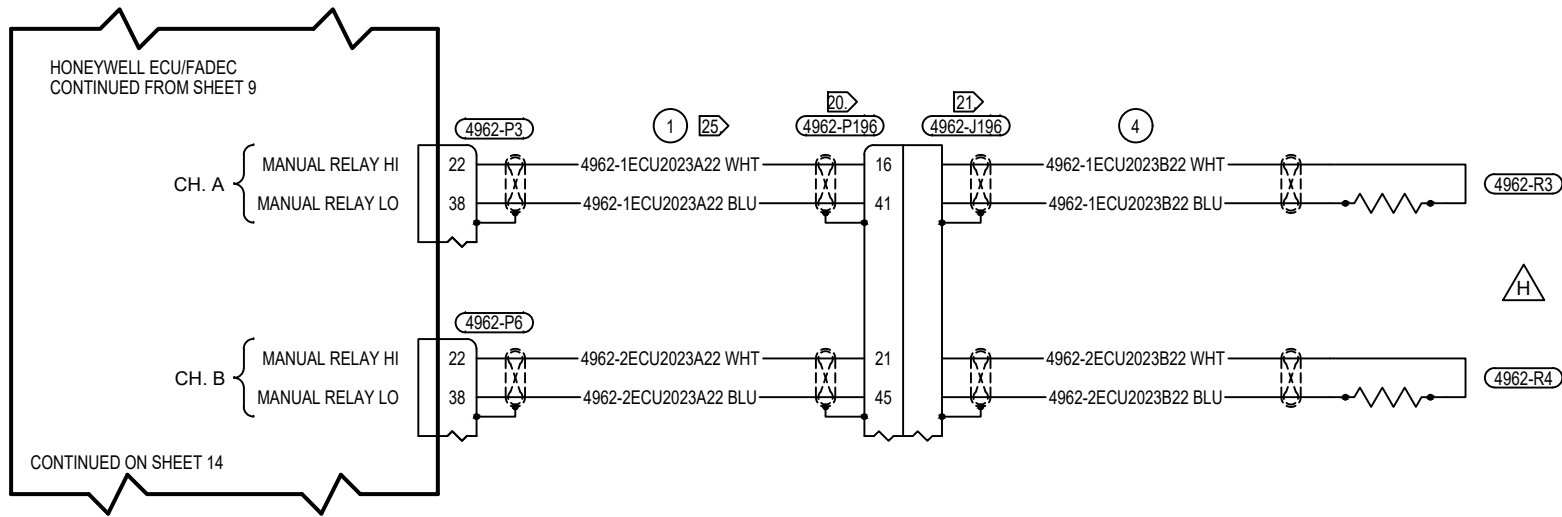 HONEYWELL ECU/FADEC
CONTINUED FROM SHEET 9
20.
21.
4962-P3
1
25
4962-P196
4962-J196
4
CH. A
MANUAL RELAY HI
22
4962-1ECU2023A22 WHT
16
4962-1ECU2023B22 WHT
MANUAL RELAY LO
38
4962-1ECU2023A22 BLU
41
4962-1ECU2023B22 BLU
4962-R3
H
4962-P6
CH. B
MANUAL RELAY HI
22
4962-2ECU2023A22 WHT
21
4962-2ECU2023B22 WHT
MANUAL RELAY LO
38
4962-2ECU2023A22 BLU
45
4962-2ECU2023B22 BLU
4962-R4
CONTINUED ON SHEET 14